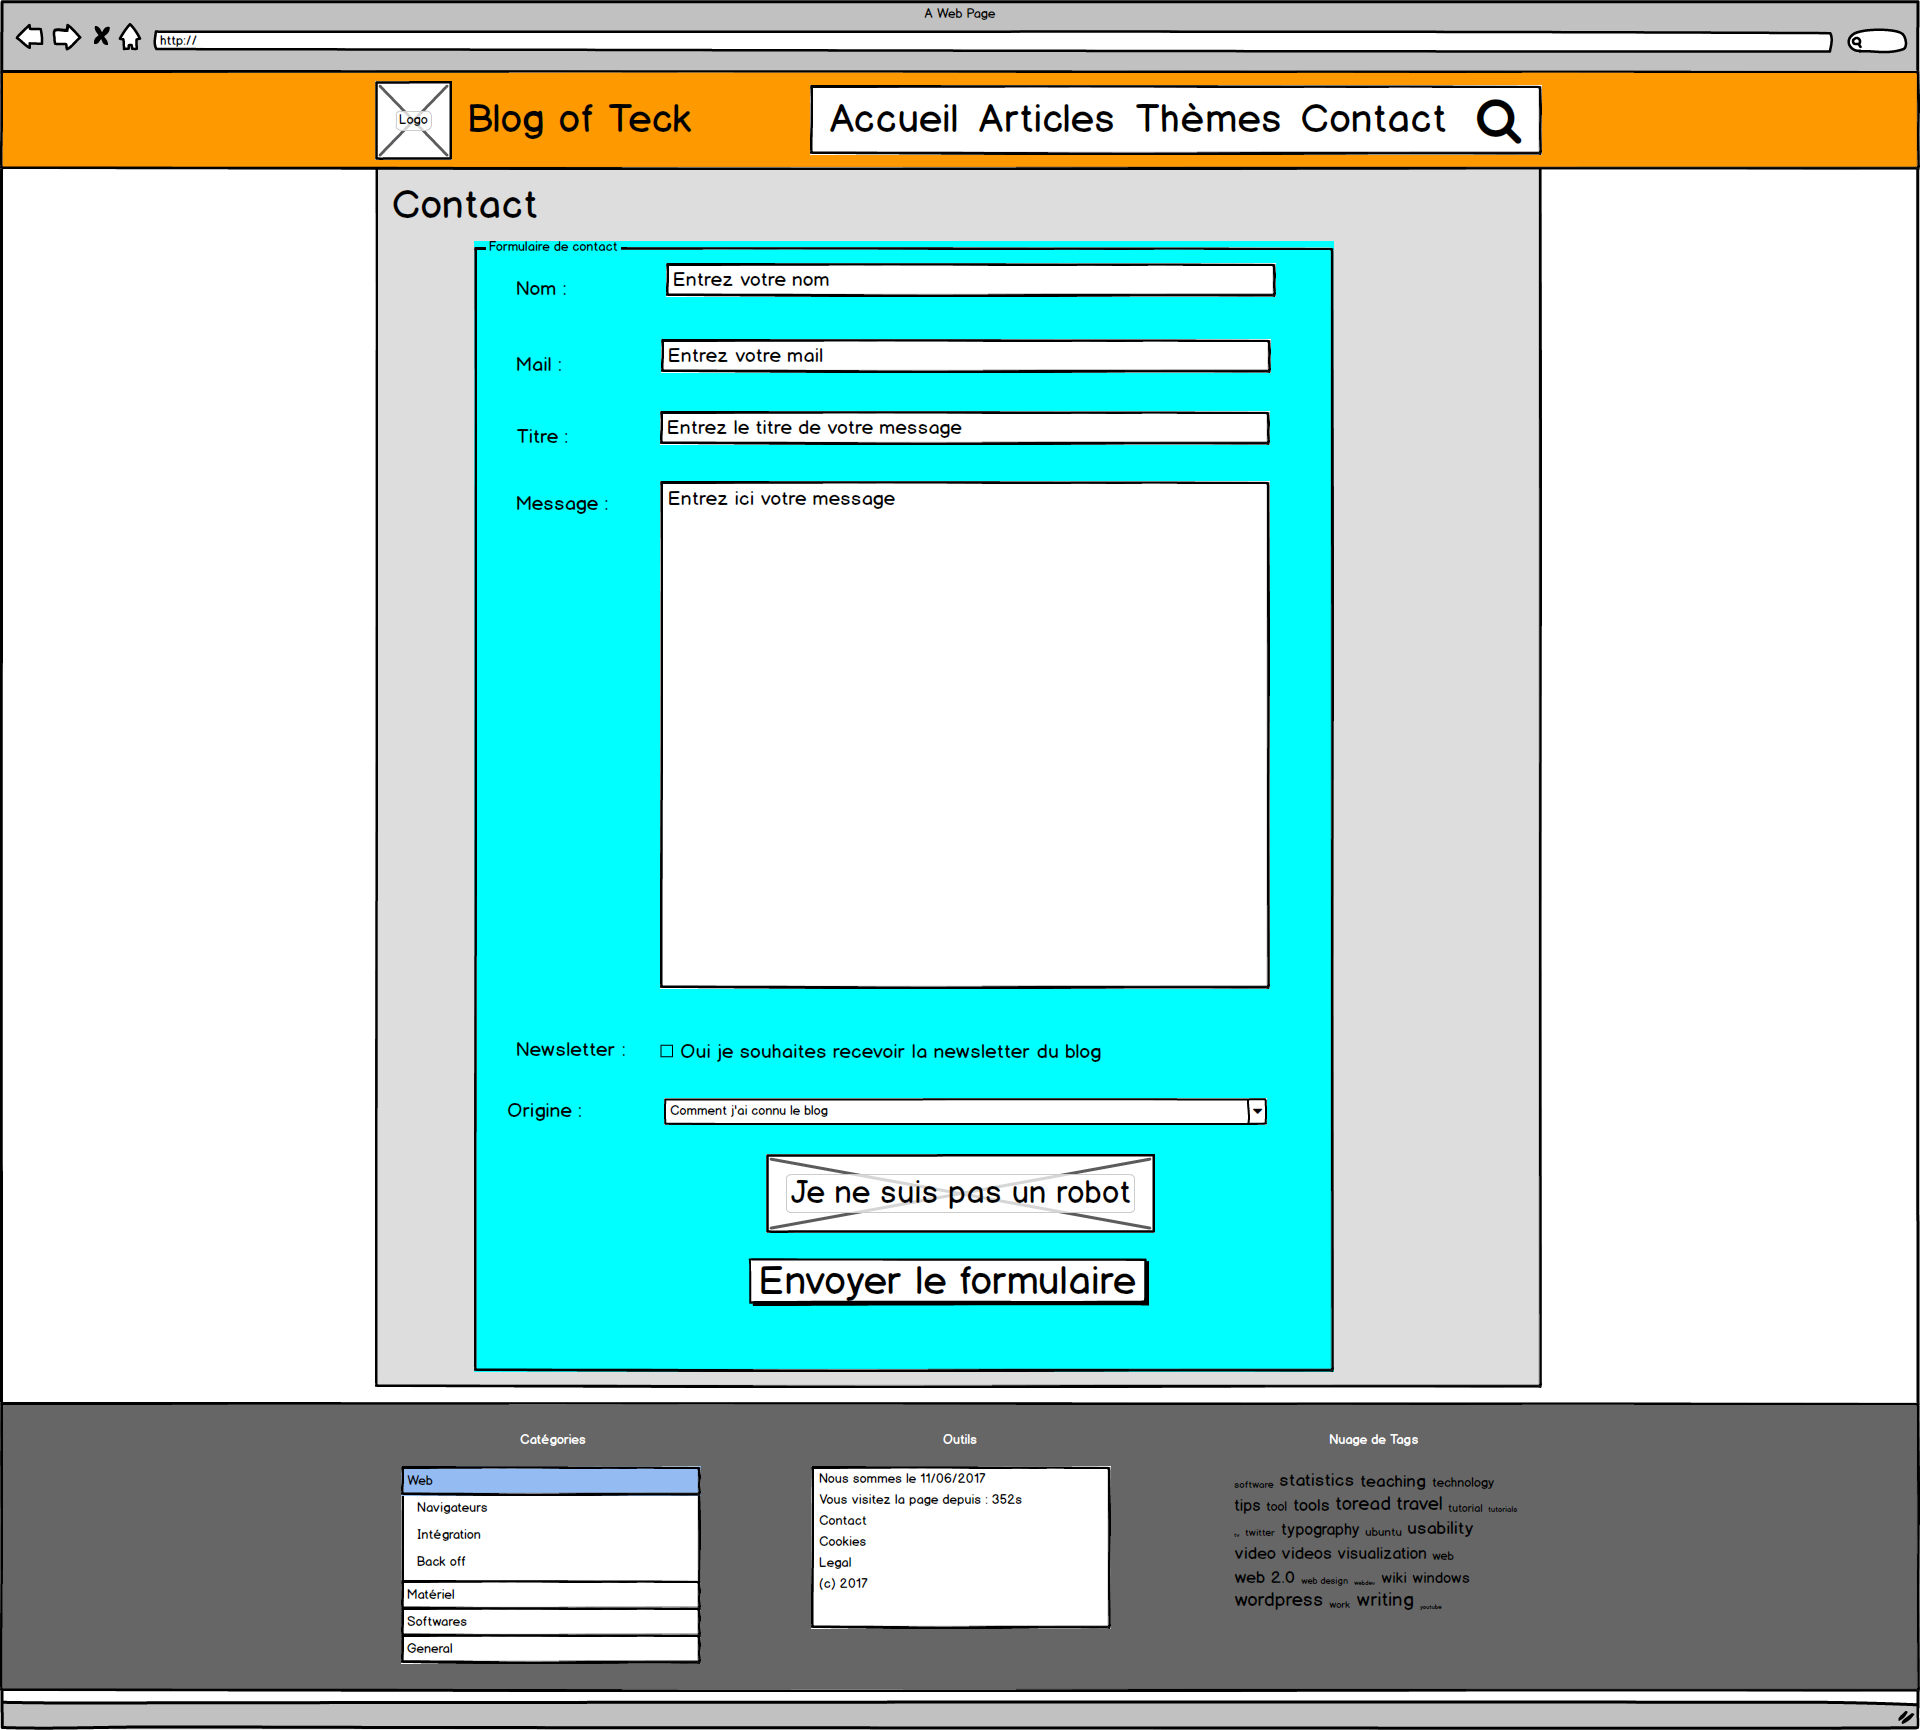 A Web Page
http://
Logo
Blog of Teck
Accueil Articles Thèmes Contact
Contact
Formulaire de contact
Nom :
Entrez votre nom
Mail :
Entrez votre mail
Titre :
Entrez le titre de votre message
Message :
Entrez ici votre message
Newsletter :
Oui je souhaites recevoir la newsletter du blog
Origine :
Comment j'ai connu le blog
Je ne suis pas un robot
Envoyer le formulaire
Catégories
Web
Navigateurs
Intégration
Back off
Matériel
Softwares
General
Outils
Nous sommes le 11/06/2017
Vous visitez la page depuis : 352s
Contact
Cookies
Legal
(c) 2017
Nuage de Tags
software statistics teaching technology
tips tool tools toread travel tutorial tutorials
tv twitter typography ubuntu usability
video videos visualization web
web 2.0 web design webdev wiki windows
wordpress work writing youtube